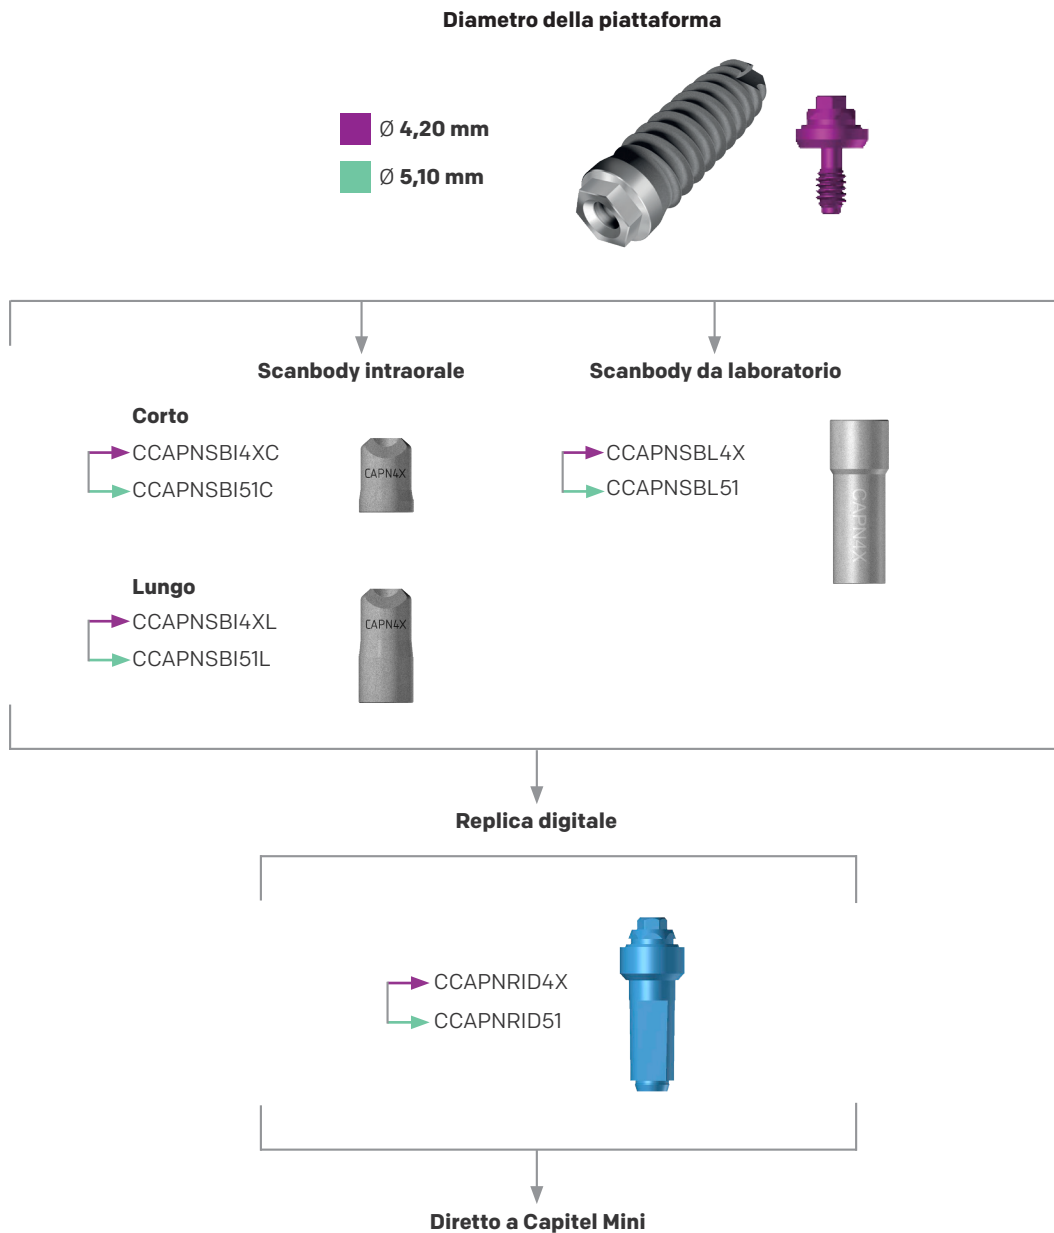 Diametro della piattaforma
Ø 4,20 mm
Ø 5,10 mm
Scanbody intraorale
Corto
CCAPNSBI4XC
CCAPNSBI51C
CAPN4X
Lungo
CCAPNSBI4XL
CCAPNSBI51L
CAPN4X
Scanbody da laboratorio
CCAPNSBL4X
CCAPNSBL51
CAPN4X
Replica digitale
CCAPNRID4X
CCAPNRID51
Diretto a Capitel Mini